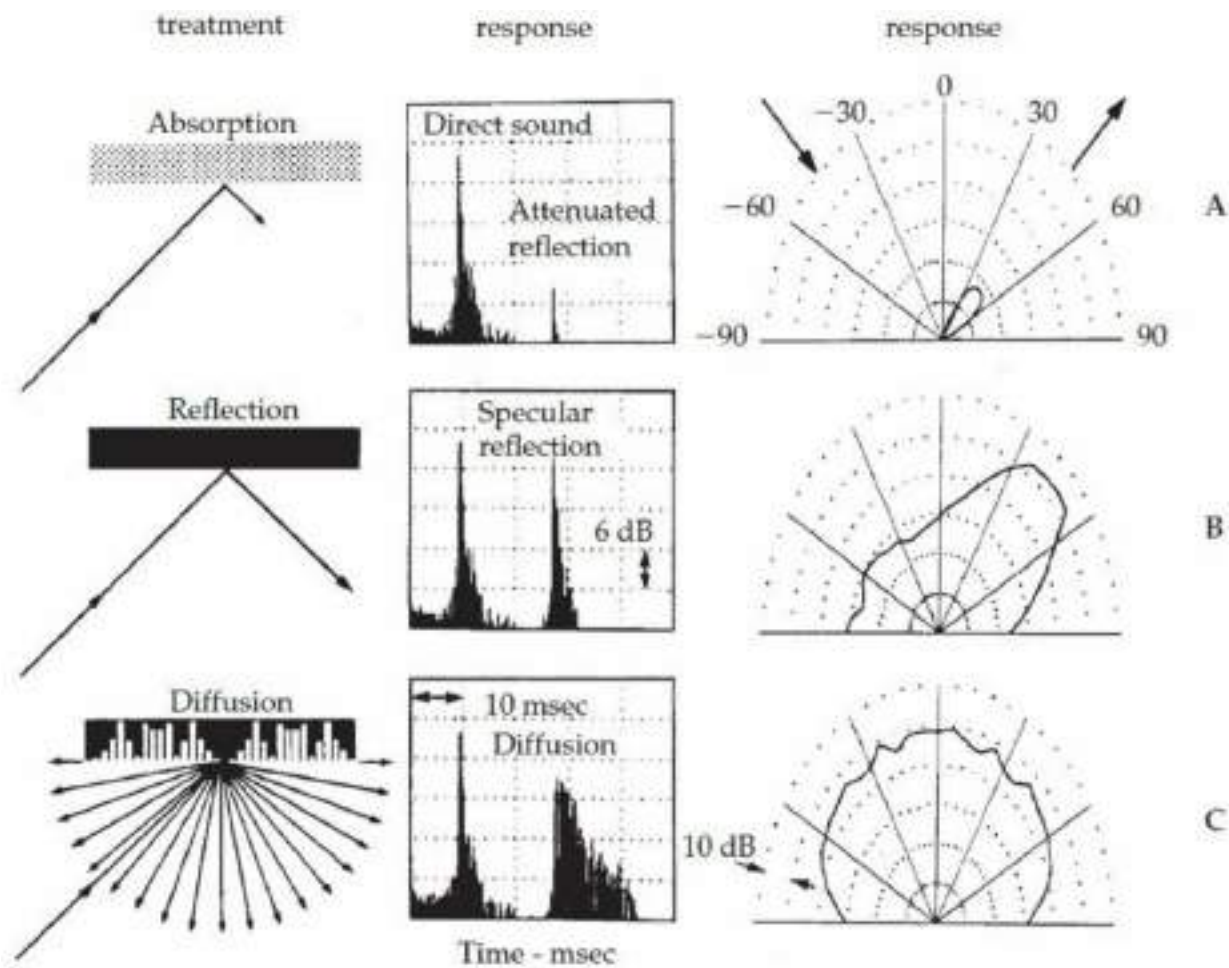 treatment
response
response
Absorption
Direct sound
Attenuated
reflection
0
−30
30
−60
60
−90
90
A
Reflection
Specular
reflection
6 dB
B
Diffusion
10 msec
Diffusion
10 dB
C
Time - msec